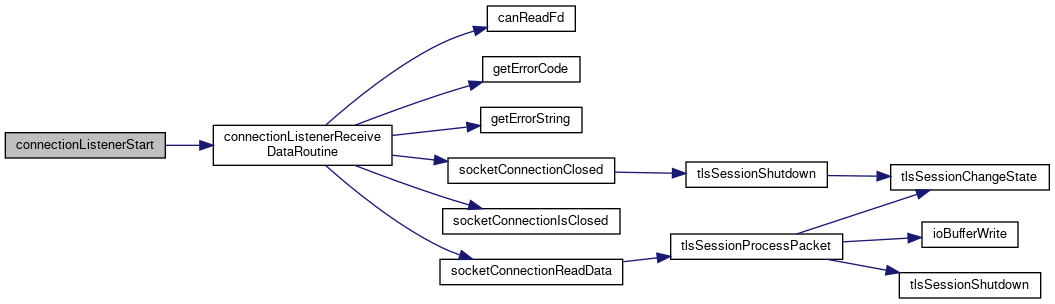 connectionListenerStart
connectionListenerReceive
DataRoutine
canReadFd
getErrorCode
getErrorString
socketConnectionClosed
socketConnectionIsClosed
socketConnectionReadData
tlsSessionShutdown
tlsSessionProcessPacket
tlsSessionChangeState
ioBufferWrite
tlsSessionShutdown